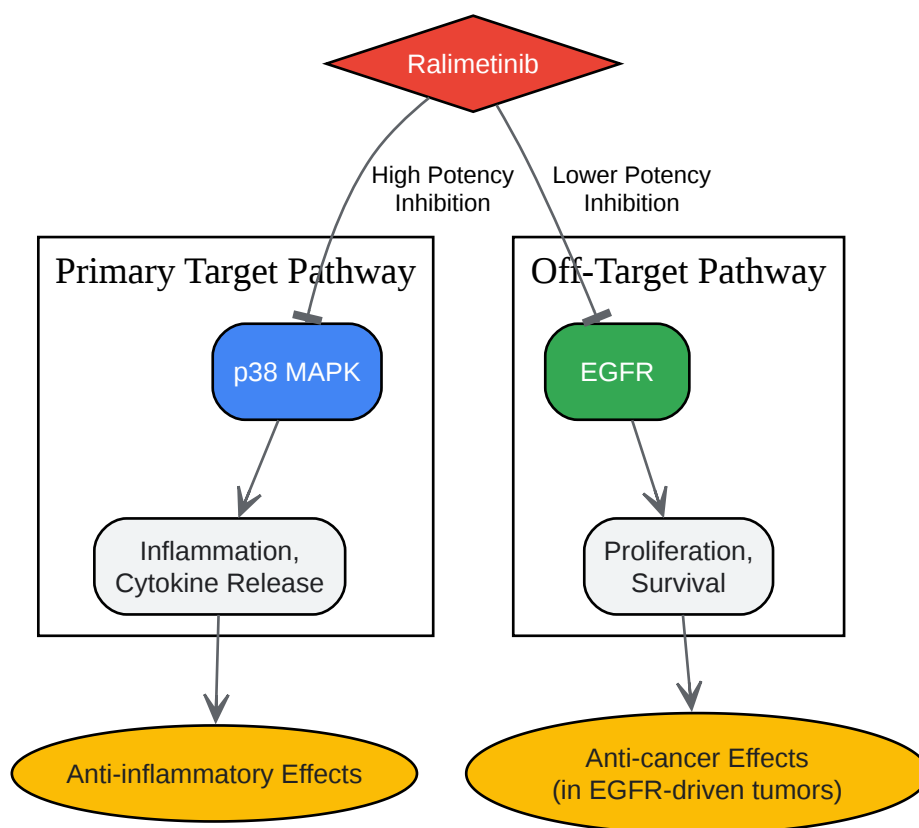 Ralimetinib
High Potency
Inhibition
Lower Potency
Inhibition
Primary Target Pathway
Off-Target Pathway
p38 MAPK
EGFR
Inflammation,
Cytokine Release
Proliferation,
Survival
Anti-inflammatory Effects
Anti-cancer Effects
(in EGFR-driven tumors)